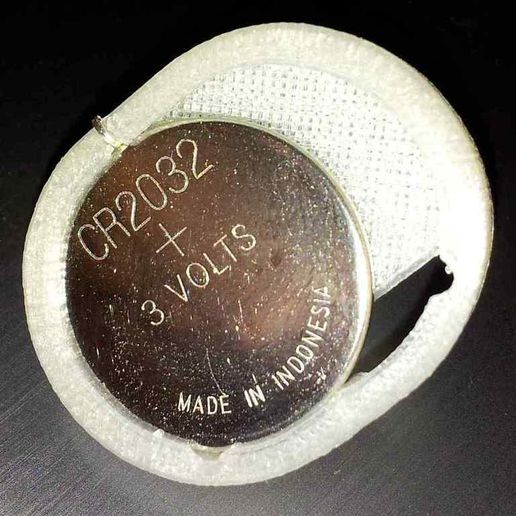 CR2032
+
3 VOLTS
MADE IN INDONESIA